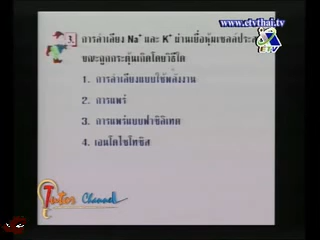 www.etvthai.tv
3. การลำเลียง Na⁺ และ K⁺ ผ่านเยื่อหุ้มเซลล์ประ
ETV
ขณะถูกกระตุ้นเกิดโดยวิธีใด
1. การลำเลียงแบบใช้พลังงาน
2. การแพร่
3. การแพร่แบบฟาซิลิเทต
4. เอนโดไซโทซิส
Tutor Channel